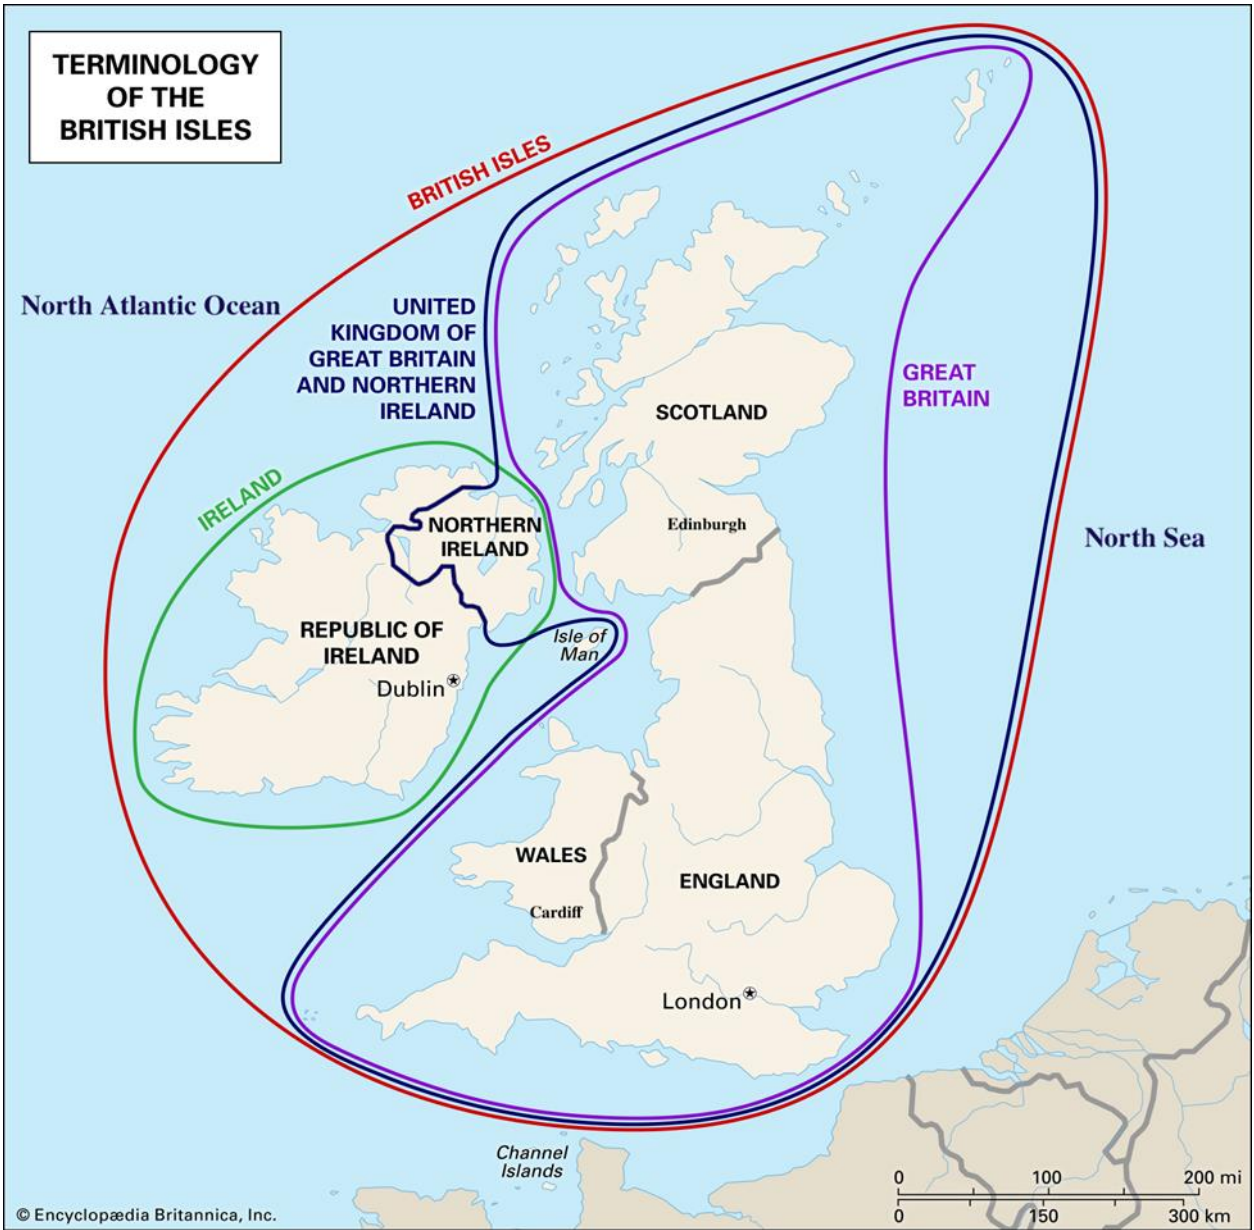 TERMINOLOGY
OF THE
BRITISH ISLES
BRITISH ISLES
North Atlantic Ocean
UNITED
KINGDOM OF
GREAT BRITAIN
AND NORTHERN
IRELAND
GREAT
BRITAIN
SCOTLAND
IRELAND
Edinburgh
NORTHERN
IRELAND
North Sea
REPUBLIC OF
IRELAND
Isle of
Man
Dublin
WALES
ENGLAND
Cardiff
London
Channel
Islands
0 100 200 mi
0 150 300 km
© Encyclopædia Britannica, Inc.